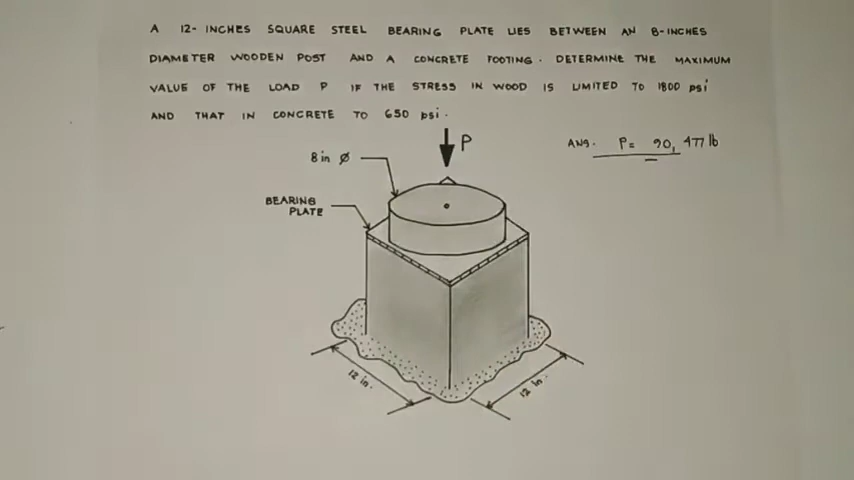 A 12- INCHES SQUARE STEEL BEARING PLATE LIES BETWEEN AN 8-INCHES
DIAMETER WOODEN POST AND A CONCRETE FOOTING. DETERMINE THE MAXIMUM
VALUE OF THE LOAD P IF THE STRESS IN WOOD IS LIMITED TO 1800 psi
AND THAT IN CONCRETE TO 650 psi.
ANS. P= 90, 477 lb
P
8 in Ø
BEARING
PLATE
12 in.
12 in.